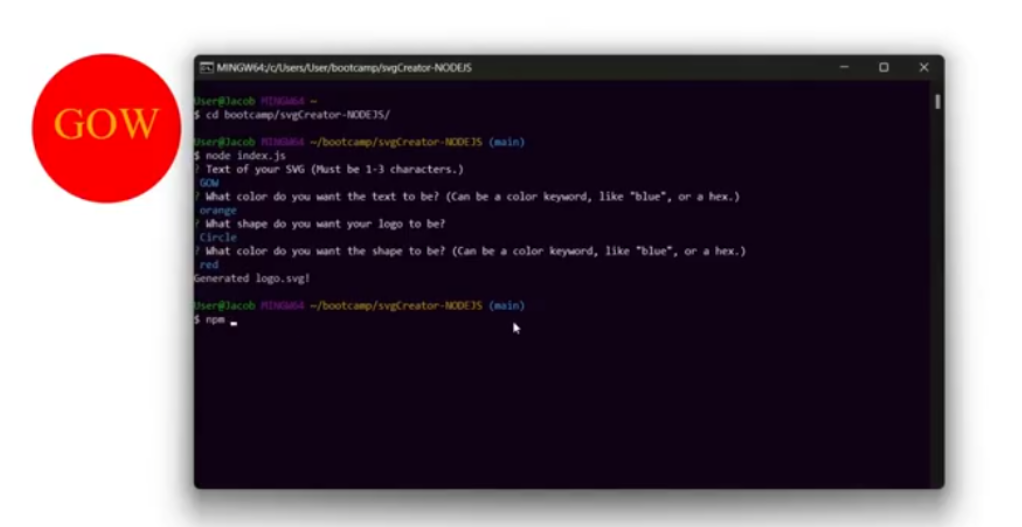 GOW
MINGW64:/c/Users/User/bootcamp/svgCreator-NODEJS
User@Jacob MINGW64 ~
$ cd bootcamp/svgCreator-NODEJS/
User@Jacob MINGW64 ~/bootcamp/svgCreator-NODEJS (main)
$ node index.js
? Text of your SVG (Must be 1-3 characters.)
GOW
? What color do you want the text to be? (Can be a color keyword, like "blue", or a hex.)
orange
? What shape do you want your logo to be?
Circle
? What color do you want the shape to be? (Can be a color keyword, like "blue", or a hex.)
red
Generated logo.svg!
User@Jacob MINGW64 ~/bootcamp/svgCreator-NODEJS (main)
$ npm